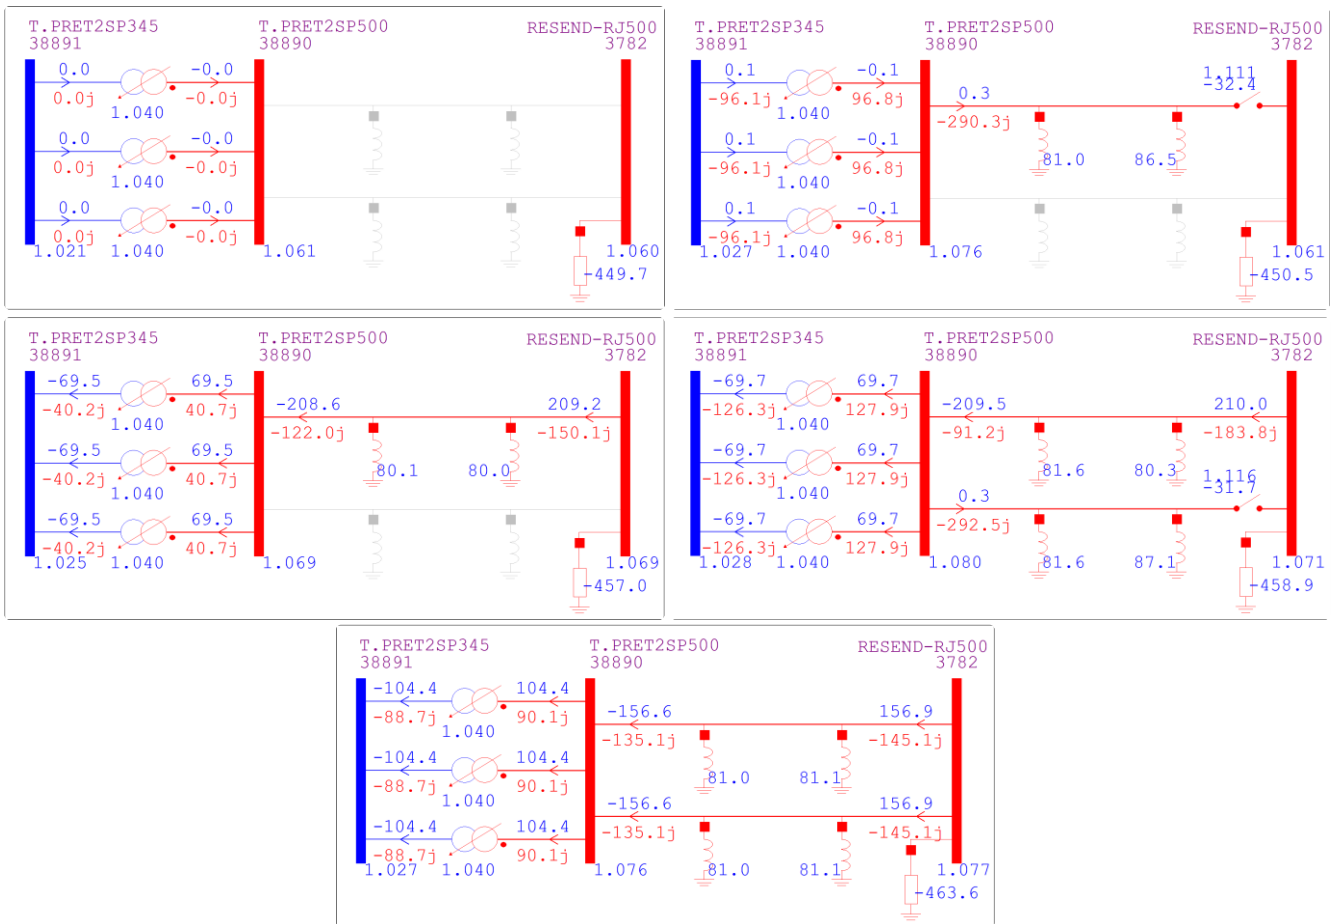 T.PRET2SP345 T.PRET2SP500 RESEND-RJ500
38891 38890 3782
0.0 -0.0
0.0j 1.040 -0.0j
0.0 -0.0
0.0j 1.040 -0.0j
0.0 -0.0
0.0j -0.0j
1.021 1.040 1.061 1.060
-449.7
T.PRET2SP345 T.PRET2SP500 RESEND-RJ500
38891 38890 3782
0.1 -0.1 1.111
-32.4
-96.1j 1.040 96.8j 0.3
-290.3j
0.1 -0.1
-96.1j 1.040 96.8j 81.0 86.5
0.1 -0.1
-96.1j 96.8j
1.027 1.040 1.076 1.061
-450.5
T.PRET2SP345 T.PRET2SP500 RESEND-RJ500
38891 38890 3782
-69.5 69.5
-40.2j 1.040 40.7j -208.6 209.2
-122.0j -150.1j
-69.5 69.5
-40.2j 1.040 40.7j 80.1 80.0
-69.5 69.5
-40.2j 40.7j
1.025 1.040 1.069 1.069
-457.0
T.PRET2SP345 T.PRET2SP500 RESEND-RJ500
38891 38890 3782
-69.7 69.7
-126.3j 1.040 127.9j -209.5 210.0
-91.2j -183.8j
-69.7 69.7
-126.3j 1.040 127.9j 81.6 80.3
1.116
-31.7
-69.7 69.7 0.3
-126.3j 127.9j -292.5j
1.028 1.040 1.080 81.6 87.1 1.071
-458.9
T.PRET2SP345 T.PRET2SP500 RESEND-RJ500
38891 38890 3782
-104.4 104.4
-88.7j 1.040 90.1j -156.6 156.9
-135.1j -145.1j
-104.4 104.4
-88.7j 1.040 90.1j 81.0 81.1
-104.4 104.4 -156.6 156.9
-88.7j 90.1j -135.1j -145.1j
1.027 1.040 1.076 81.0 81.1 1.077
-463.6